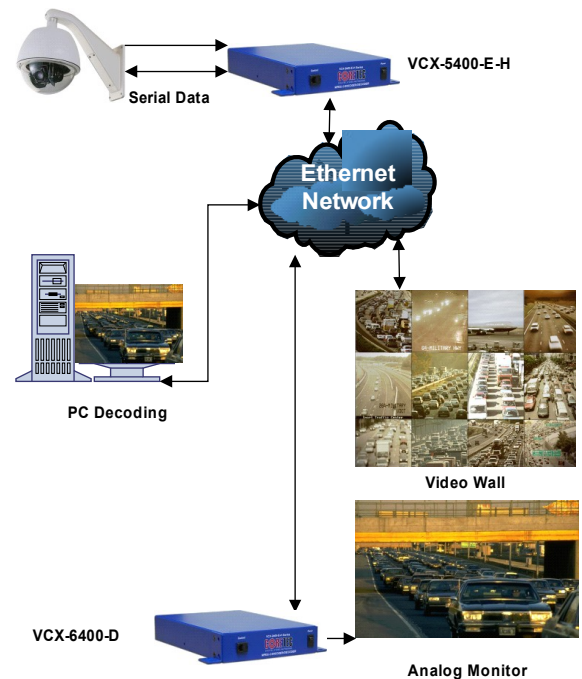 VCX-5400-E-H
Serial Data
Ethernet
Network
PC Decoding
Video Wall
VCX-6400-D
Analog Monitor